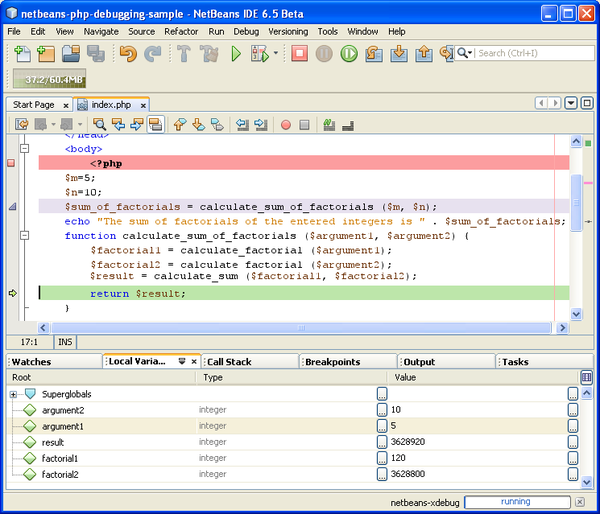 netbeans-php-debugging-sample - NetBeans IDE 6.5 Beta
File Edit View Navigate Source Refactor Run Debug Versioning Tools Window Help
Search (Ctrl+I)
37.2/60.4MB
Start Page index.php
</head>
<body>
<?php
$m=5;
$n=10;
$sum_of_factorials = calculate_sum_of_factorials ($m, $n);
echo "The sum of factorials of the entered integers is " . $sum_of_factorials;
function calculate_sum_of_factorials ($argument1, $argument2) {
$factorial1 = calculate_factorial ($argument1);
$factorial2 = calculate factorial ($argument2);
$result = calculate_sum ($factorial1, $factorial2);
return $result;
}
17:1 INS
Watches Local Varia... Call Stack Breakpoints Output Tasks
Root Type Value
Superglobals ... ...
argument2 integer ... 10 ...
argument1 integer ... 5 ...
result integer ... 3628920 ...
factorial1 integer ... 120 ...
factorial2 integer ... 3628800 ...
netbeans-xdebug running